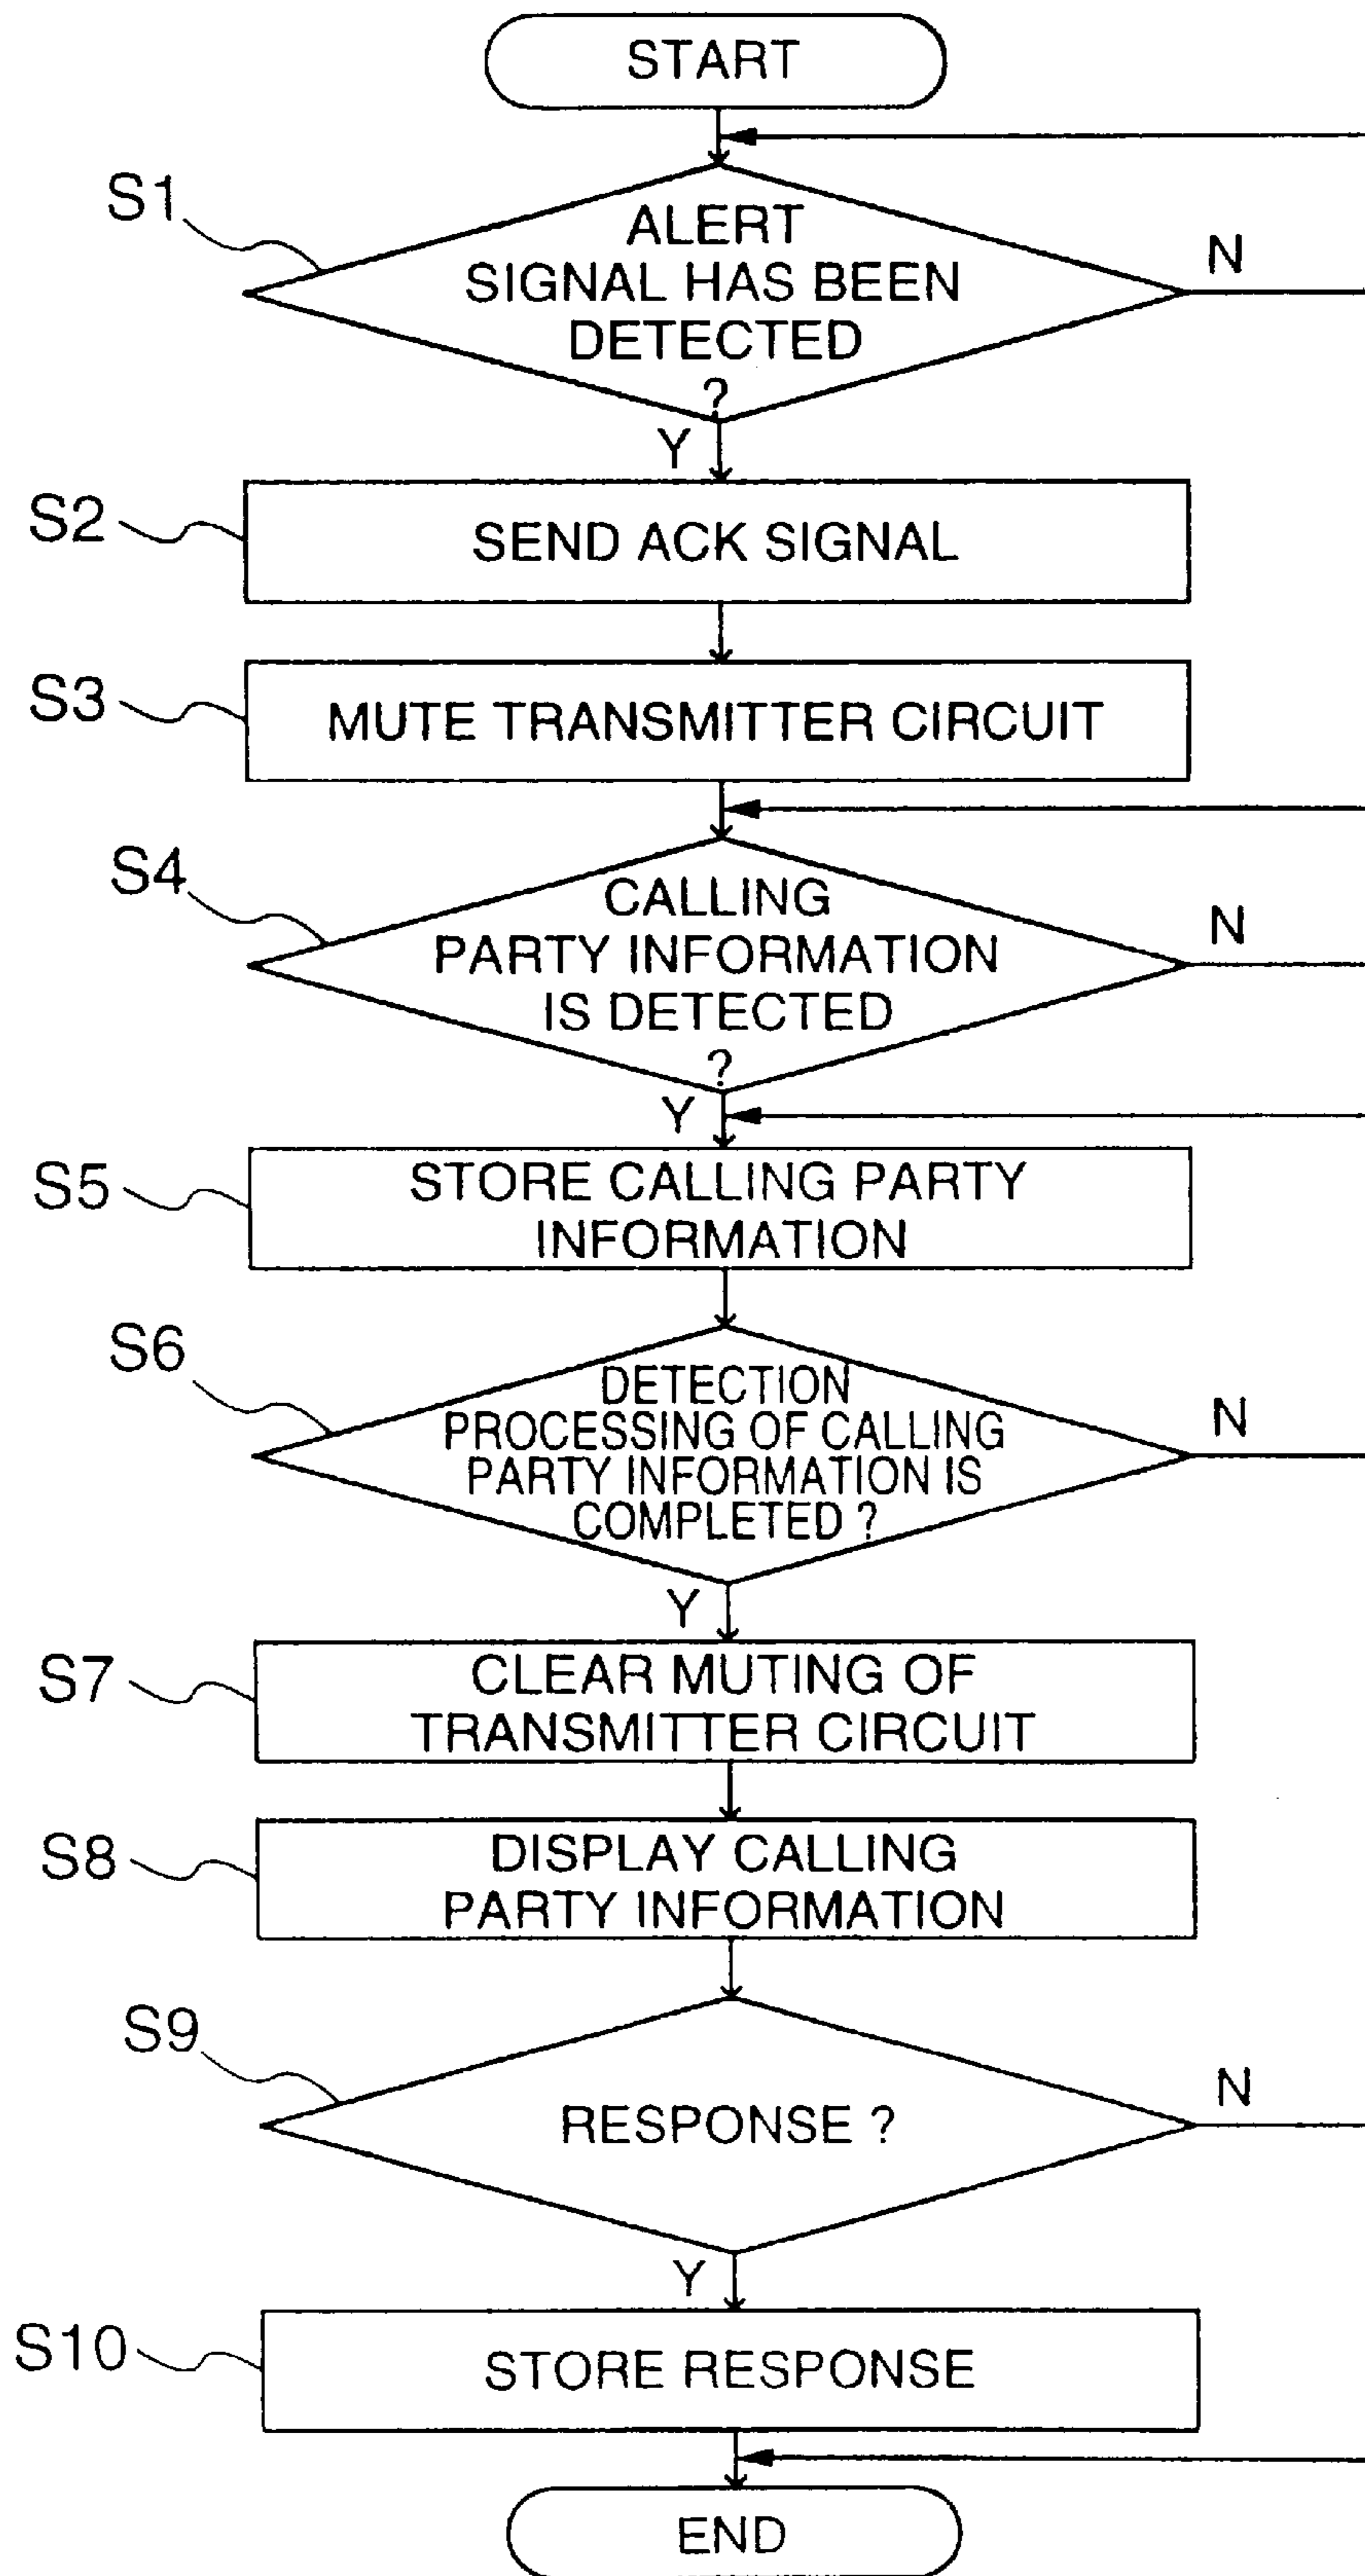 START
S1
ALERT
SIGNAL HAS BEEN
DETECTED
?
N
Y
S2
SEND ACK SIGNAL
S3
MUTE TRANSMITTER CIRCUIT
S4
CALLING
PARTY INFORMATION
IS DETECTED
?
N
Y
S5
STORE CALLING PARTY
INFORMATION
S6
DETECTION
PROCESSING OF CALLING
PARTY INFORMATION IS
COMPLETED ?
N
Y
S7
CLEAR MUTING OF
TRANSMITTER CIRCUIT
S8
DISPLAY CALLING
PARTY INFORMATION
S9
RESPONSE ?
N
Y
S10
STORE RESPONSE
END